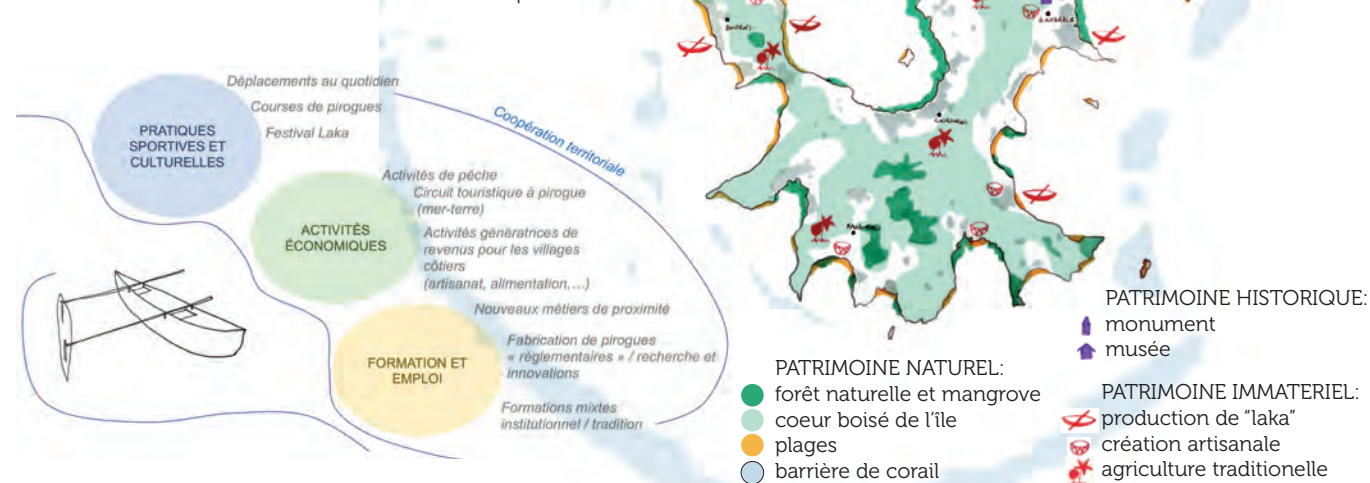 Déplacements au quotidien
Courses de pirogues
Festival Laka
PRATIQUES
SPORTIVES ET
CULTURELLES
Coopération territoriale
Activités de pêche
Circuit touristique à pirogue
(mer-terre)
Activités génératrices de
revenus pour les villages
côtiers
(artisanat, alimentation,...)
ACTIVITÉS
ÉCONOMIQUES
Nouveaux métiers de proximité
Fabrication de pirogues
« réglementaires » / recherche et
innovations
Formations mixtes
institutionnel / tradition
FORMATION ET
EMPLOI
PATRIMOINE NATUREL:
forêt naturelle et mangrove
coeur boisé de l'île
plages
barrière de corail
PATRIMOINE HISTORIQUE:
monument
musée
PATRIMOINE IMMATERIEL:
production de "laka"
création artisanale
agriculture traditionelle